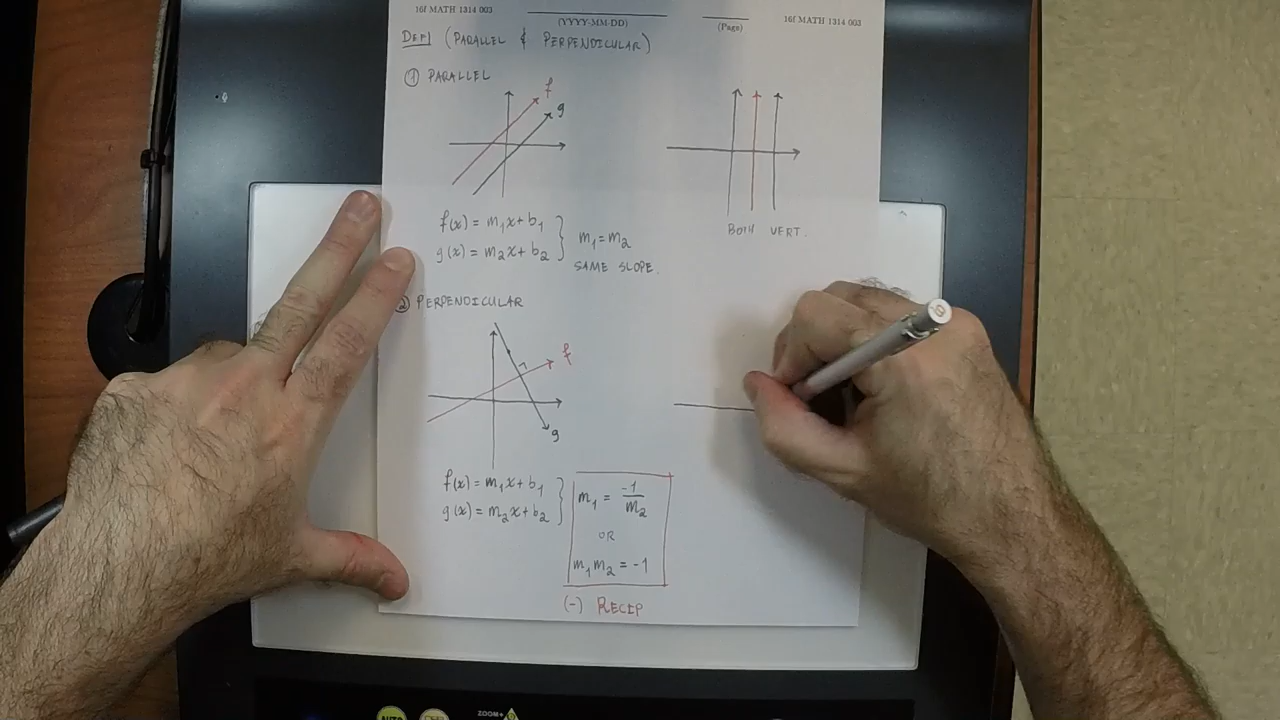 16f MATH 1314 003
(YYYY-MM-DD)
(Page)
16f MATH 1314 003
DEF (PARALLEL & PERPENDICULAR)
① PARALLEL
f
g
f(x) = m₁x+b₁
g(x) = m₂x+b₂
m₁=m₂
SAME SLOPE.
BOTH VERT.
② PERPENDICULAR
f
g
f(x) = m₁x+b₁
g(x) = m₂x+b₂
m₁ = -1/m₂
OR
m₁m₂ = -1
(-) RECIP
ZOOM+